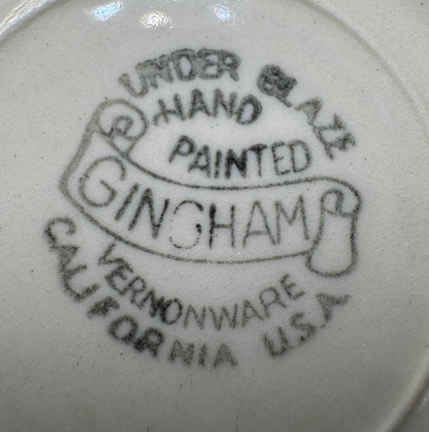 UNDER GLAZE
HAND
PAINTED
GINGHAM
VERNONWARE
CALIFORNIA U.S.A.